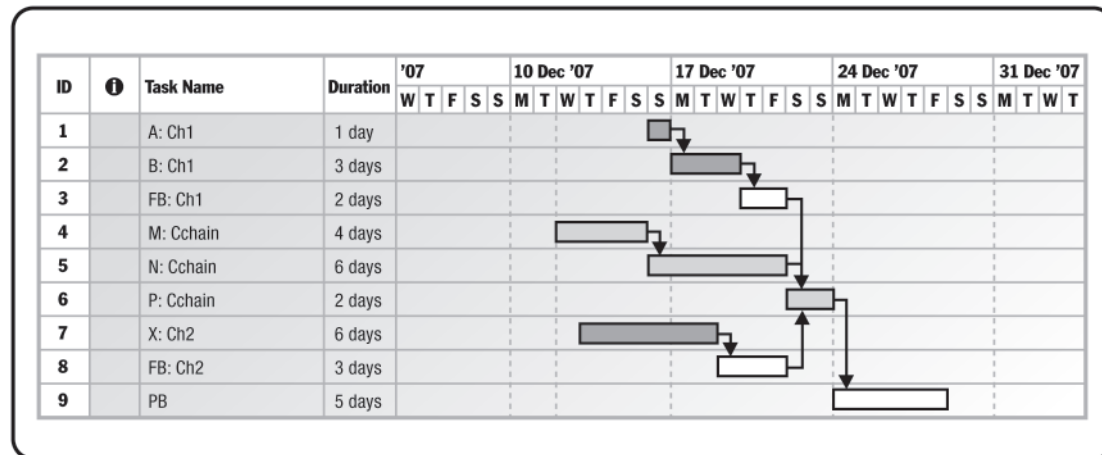 ID ℹ Task Name Duration '07 10 Dec '07 17 Dec '07 24 Dec '07 31 Dec '07
W T F S S M T W T F S S M T W T F S S M T W T F S S M T W T
1 A: Ch1 1 day
2 B: Ch1 3 days
3 FB: Ch1 2 days
4 M: Cchain 4 days
5 N: Cchain 6 days
6 P: Cchain 2 days
7 X: Ch2 6 days
8 FB: Ch2 3 days
9 PB 5 days